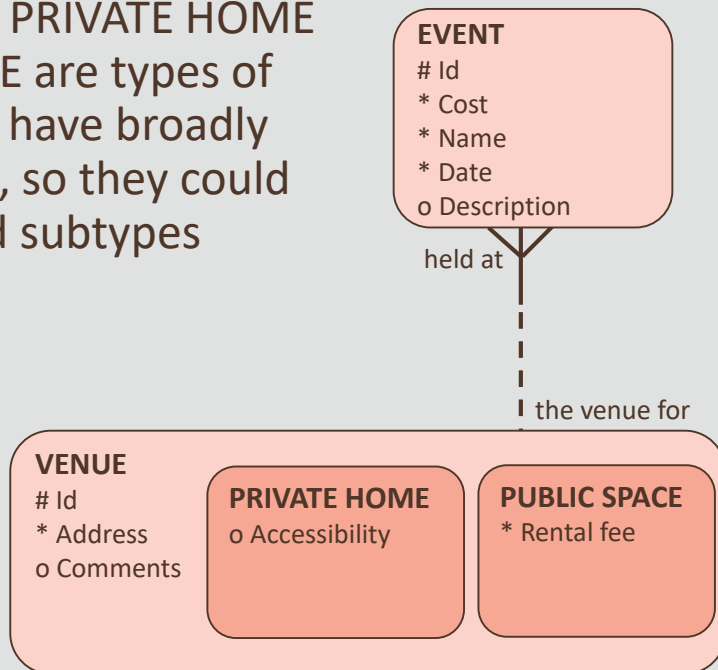 PRIVATE HOME
E are types of
have broadly
, so they could
d subtypes
EVENT
# Id
* Cost
* Name
* Date
o Description
held at
the venue for
VENUE
# Id
* Address
o Comments
PRIVATE HOME
o Accessibility
PUBLIC SPACE
* Rental fee